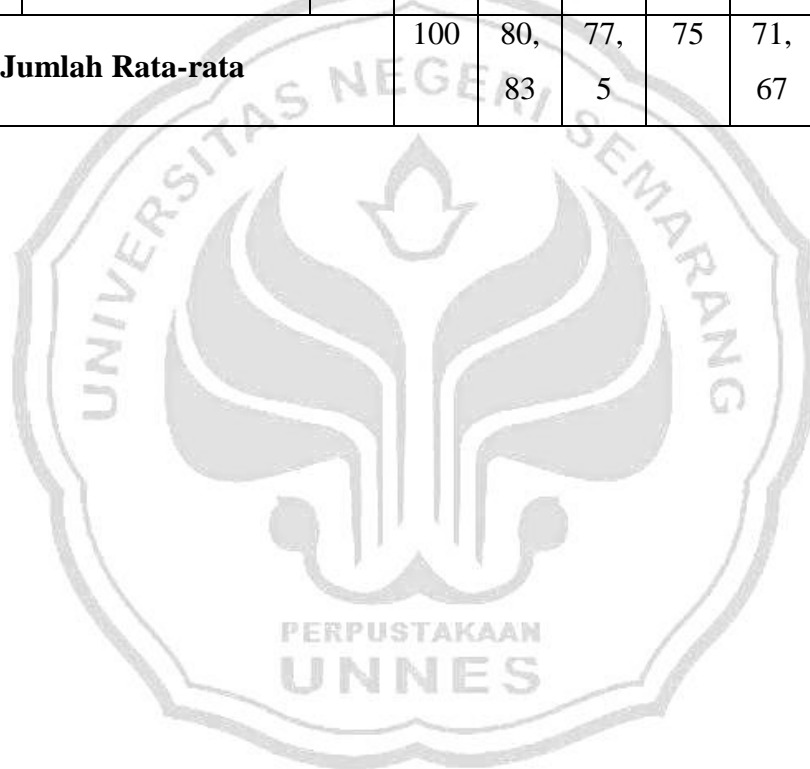 Jumlah Rata-rata 100 80, 77, 75 71,
83 5 67
UNIVERSITAS NEGERI SEMARANG
PERPUSTAKAAN
UNNES